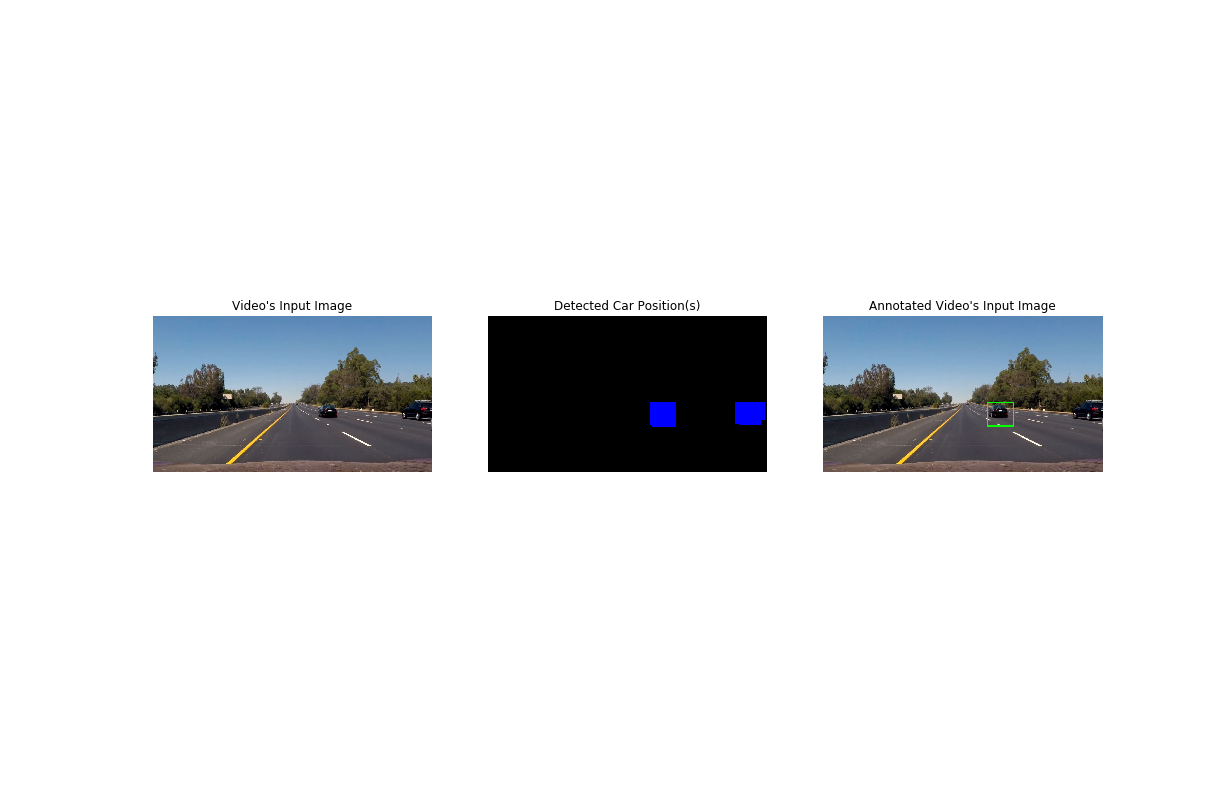 Video's Input Image
Detected Car Position(s)
Annotated Video's Input Image